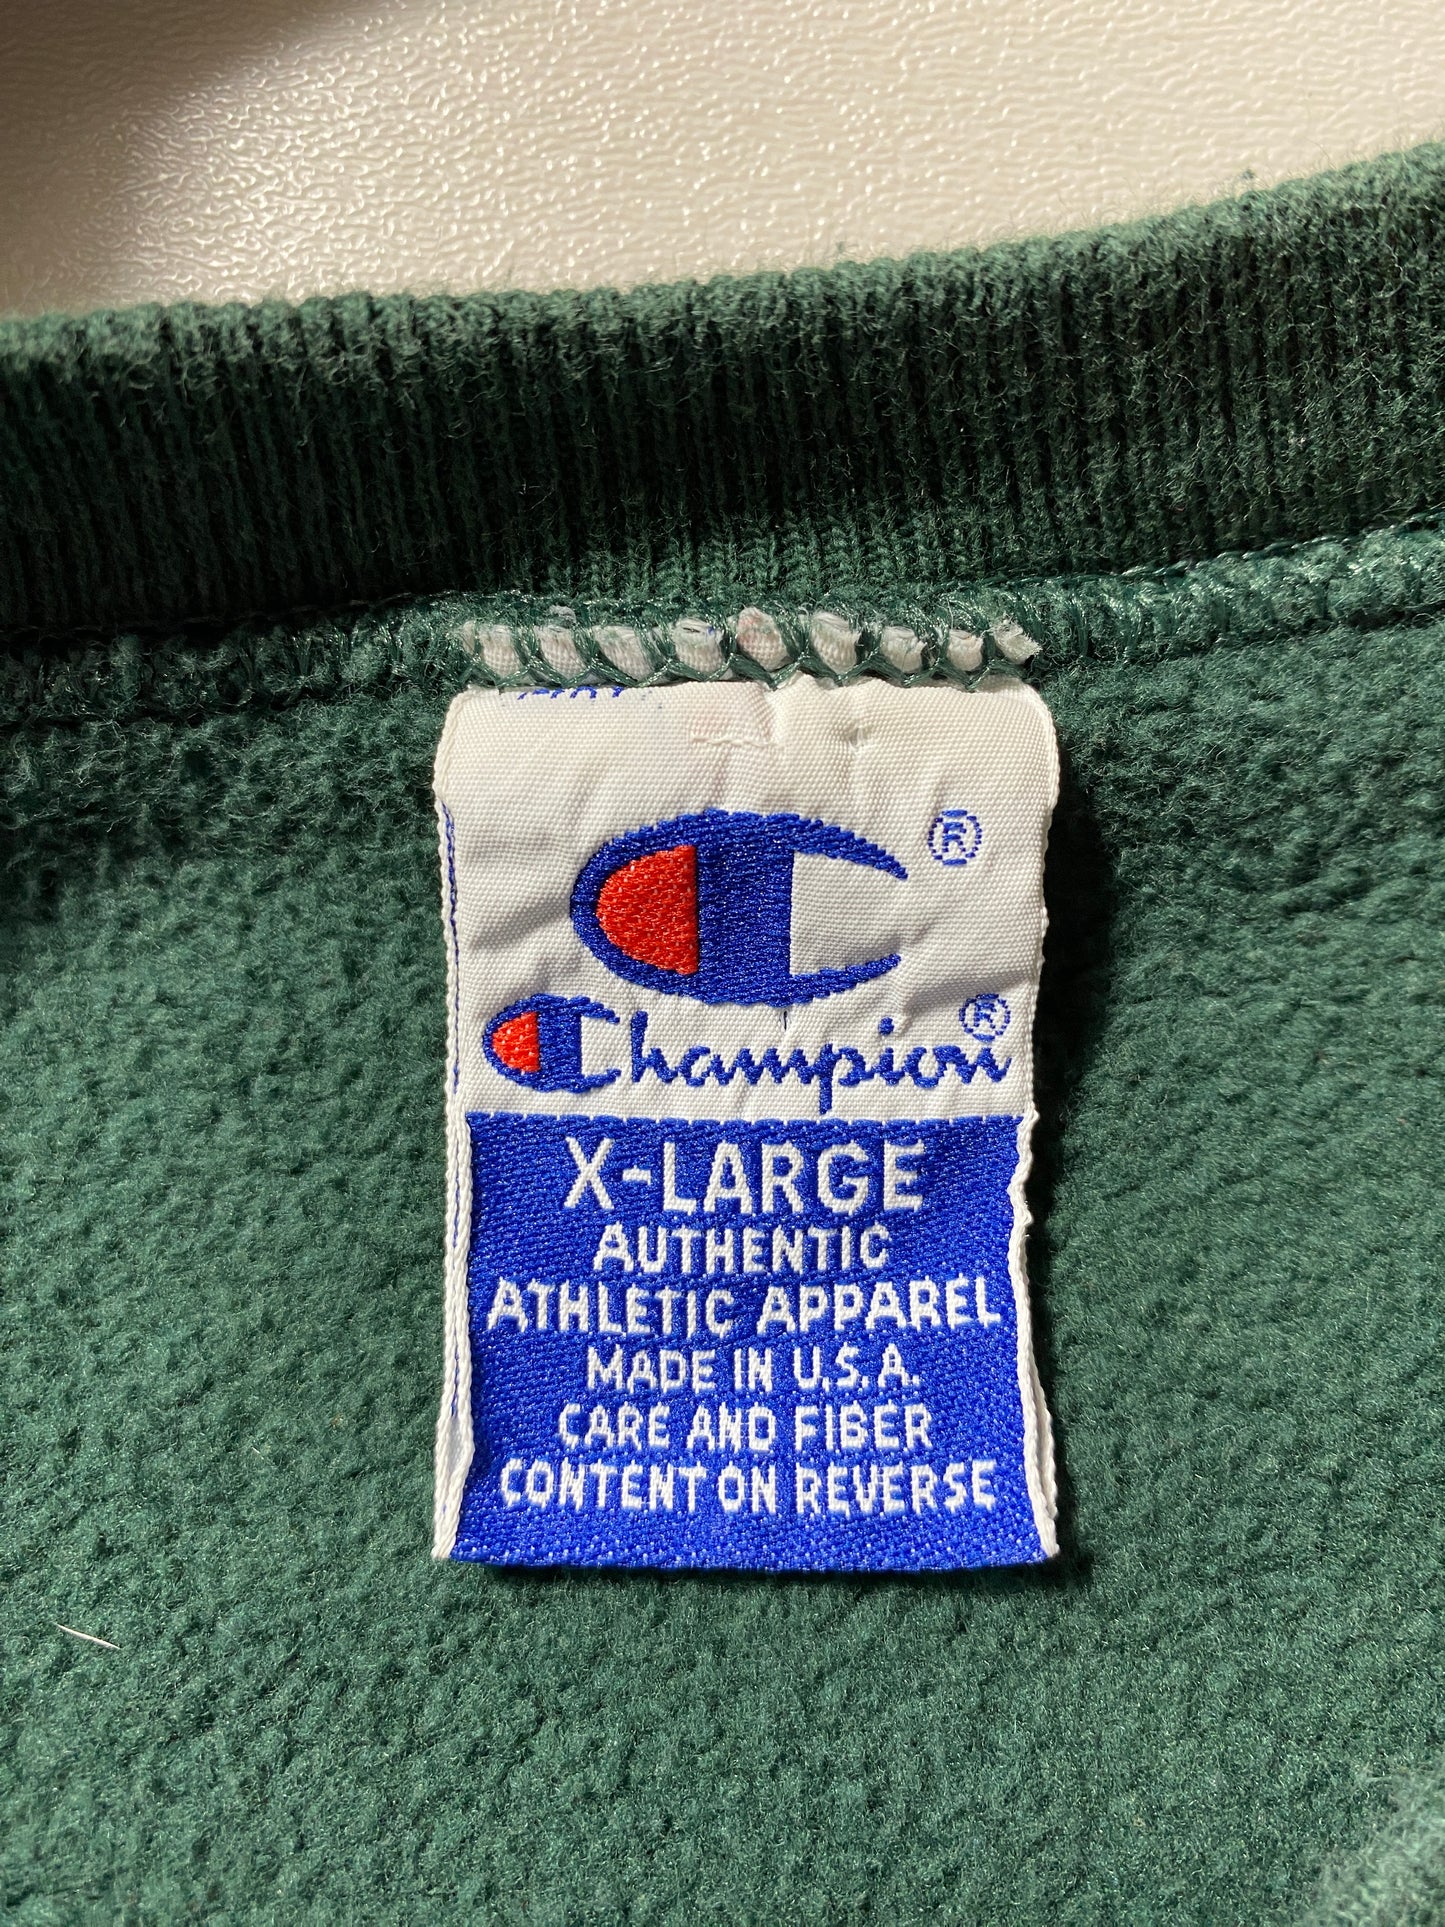 ®
Champion®
X-LARGE
AUTHENTIC
ATHLETIC APPAREL
MADE IN U.S.A.
CARE AND FIBER
CONTENT ON REVERSE